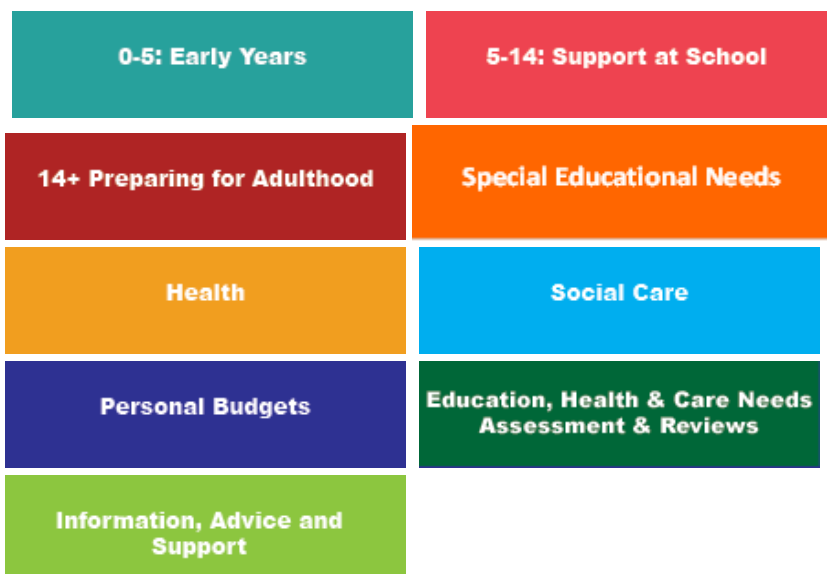 0-5: Early Years
5-14: Support at School
14+ Preparing for Adulthood
Special Educational Needs
Health
Social Care
Personal Budgets
Education, Health & Care Needs
Assessment & Reviews
Information, Advice and
Support